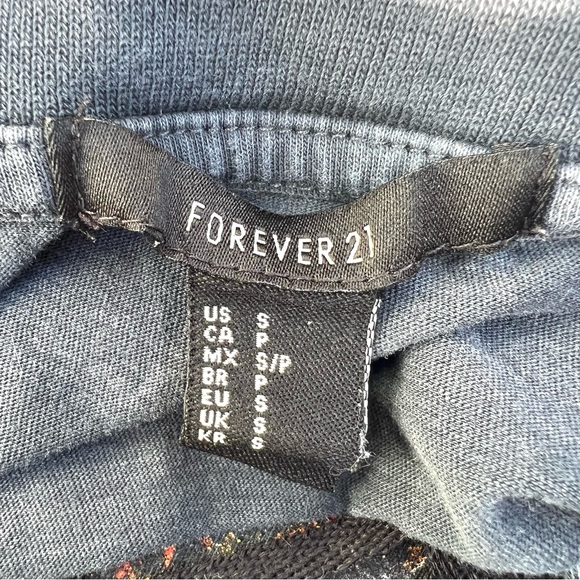 FOREVER 21
US S
CA P
MX S/P
BR P
EU S
UK S
KR S